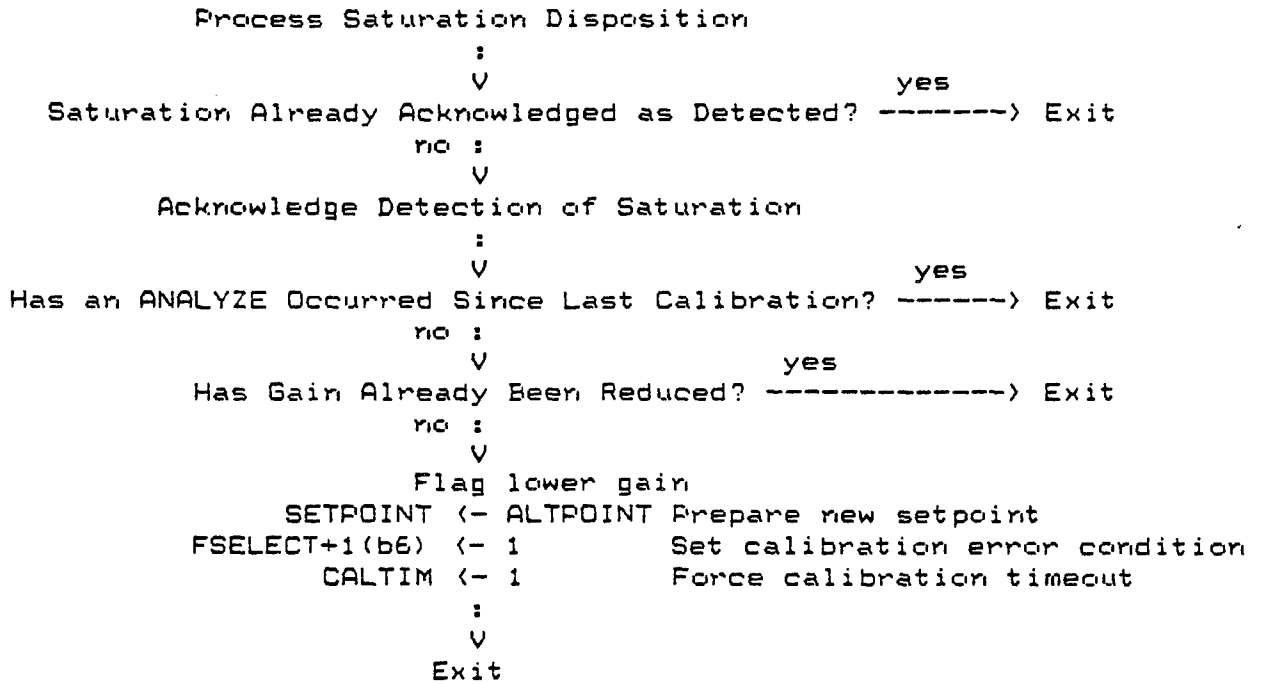 Process Saturation Disposition
:
V
yes
Saturation Already Acknowledged as Detected? -------> Exit
no :
V
Acknowledge Detection of Saturation
:
V
yes
Has an ANALYZE Occurred Since Last Calibration? ------> Exit
no :
V
yes
Has Gain Already Been Reduced? --------------> Exit
no :
V
Flag lower gain
SETPOINT <- ALTPOINT Prepare new setpoint
FSELECT+1(b6) <- 1 Set calibration error condition
CALTIM <- 1 Force calibration timeout
:
V
Exit